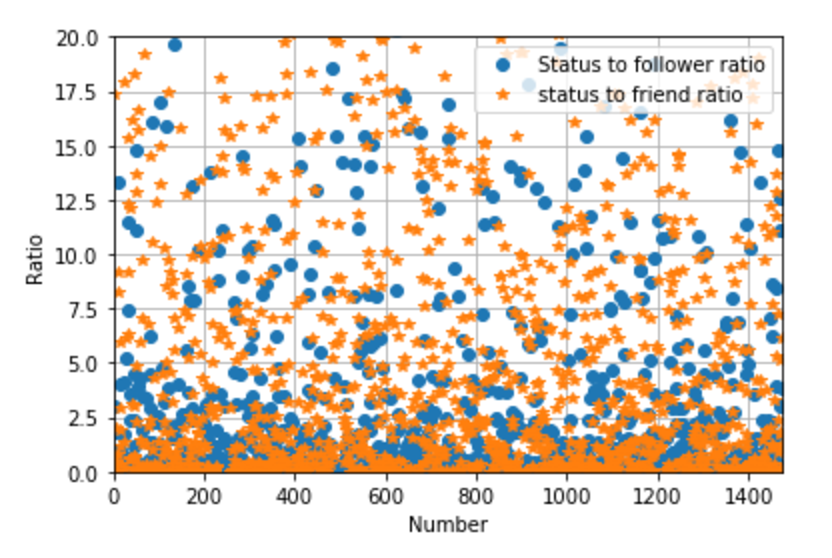 20.0
17.5
15.0
12.5
10.0
7.5
5.0
2.5
0.0
Ratio
Status to follower ratio
status to friend ratio
0 200 400 600 800 1000 1200 1400
Number